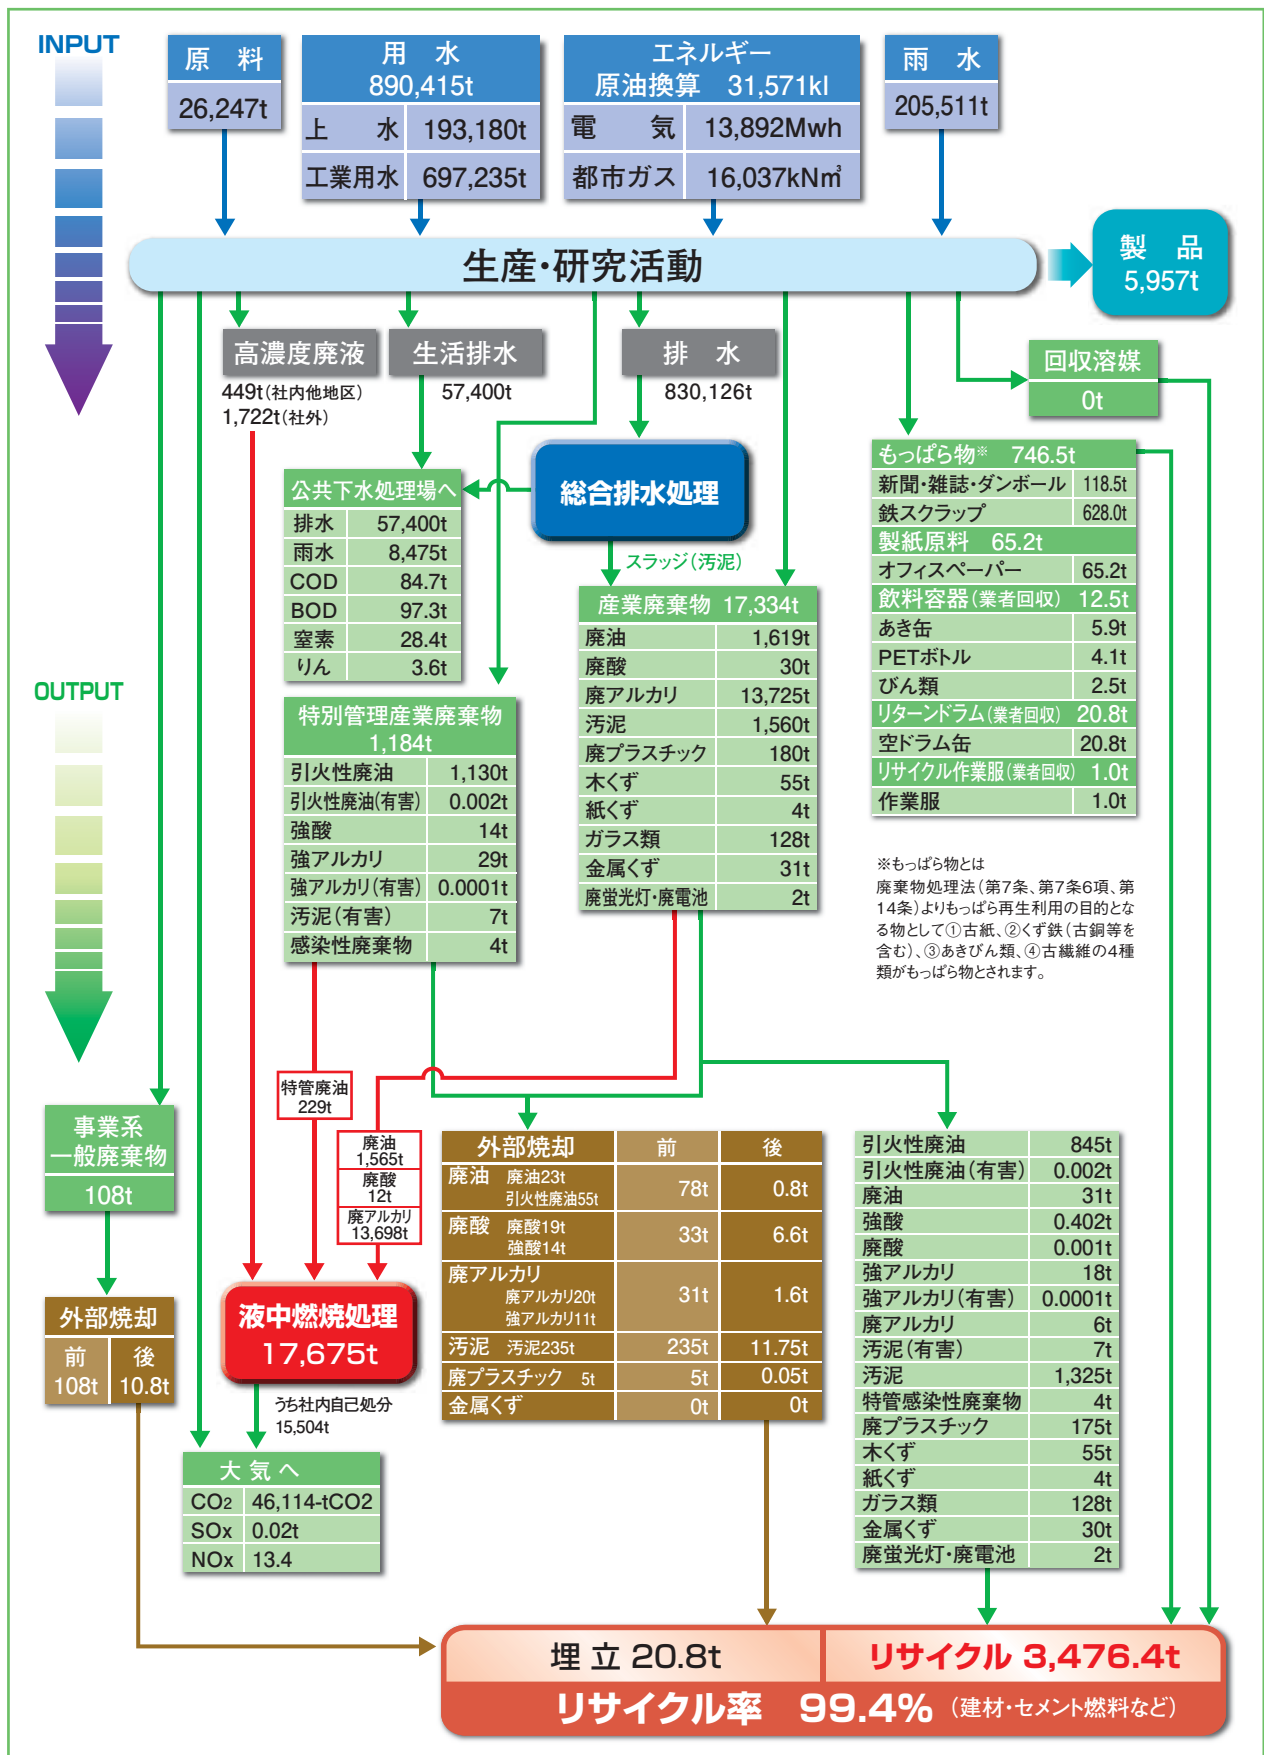 INPUT
原料
26,247t
用水
890,415t
上水 193,180t
工業用水 697,235t
エネルギー
原油換算 31,571kl
電気 13,892Mwh
都市ガス 16,037kN㎥
雨水
205,511t
生産・研究活動
製品
5,957t
高濃度廃液
449t(社内他地区)
1,722t(社外)
生活排水
57,400t
排水
830,126t
回収溶媒
0t
総合排水処理
スラッジ(汚泥)
公共下水処理場へ
排水 57,400t
雨水 8,475t
COD 84.7t
BOD 97.3t
窒素 28.4t
りん 3.6t
もっぱら物※ 746.5t
新聞・雑誌・ダンボール 118.5t
鉄スクラップ 628.0t
製紙原料 65.2t
オフィスペーパー 65.2t
飲料容器(業者回収) 12.5t
あき缶 5.9t
PETボトル 4.1t
びん類 2.5t
リターンドラム(業者回収) 20.8t
空ドラム缶 20.8t
リサイクル作業服(業者回収) 1.0t
作業服 1.0t
産業廃棄物 17,334t
廃油 1,619t
廃酸 30t
廃アルカリ 13,725t
汚泥 1,560t
廃プラスチック 180t
木くず 55t
紙くず 4t
ガラス類 128t
金属くず 31t
廃蛍光灯・廃電池 2t
OUTPUT
特別管理産業廃棄物
1,184t
引火性廃油 1,130t
引火性廃油(有害) 0.002t
強酸 14t
強アルカリ 29t
強アルカリ(有害) 0.0001t
汚泥(有害) 7t
感染性廃棄物 4t
※もっぱら物とは
廃棄物処理法(第7条、第7条6項、第
14条)よりもっぱら再生利用の目的とな
る物として①古紙、②くず鉄(古銅等を
含む)、③あきびん類、④古繊維の4種
類がもっぱら物とされます。
特管廃油
229t
廃油
1,565t
廃酸
12t
廃アルカリ
13,698t
事業系
一般廃棄物
108t
外部焼却
前 後
108t 10.8t
液中燃焼処理
17,675t
うち社内自己処分
15,504t
大気へ
CO2 46,114-tCO2
SOx 0.02t
NOx 13.4
外部焼却 前 後
廃油 廃油23t
引火性廃油55t 78t 0.8t
廃酸 廃酸19t
強酸14t 33t 6.6t
廃アルカリ
廃アルカリ20t
強アルカリ11t 31t 1.6t
汚泥 汚泥235t 235t 11.75t
廃プラスチック 5t 5t 0.05t
金属くず 0t 0t
引火性廃油 845t
引火性廃油(有害) 0.002t
廃油 31t
強酸 0.402t
廃酸 0.001t
強アルカリ 18t
強アルカリ(有害) 0.0001t
廃アルカリ 6t
汚泥(有害) 7t
汚泥 1,325t
特管感染性廃棄物 4t
廃プラスチック 175t
木くず 55t
紙くず 4t
ガラス類 128t
金属くず 30t
廃蛍光灯・廃電池 2t
埋立 20.8t
リサイクル 3,476.4t
リサイクル率 99.4% (建材・セメント燃料など)